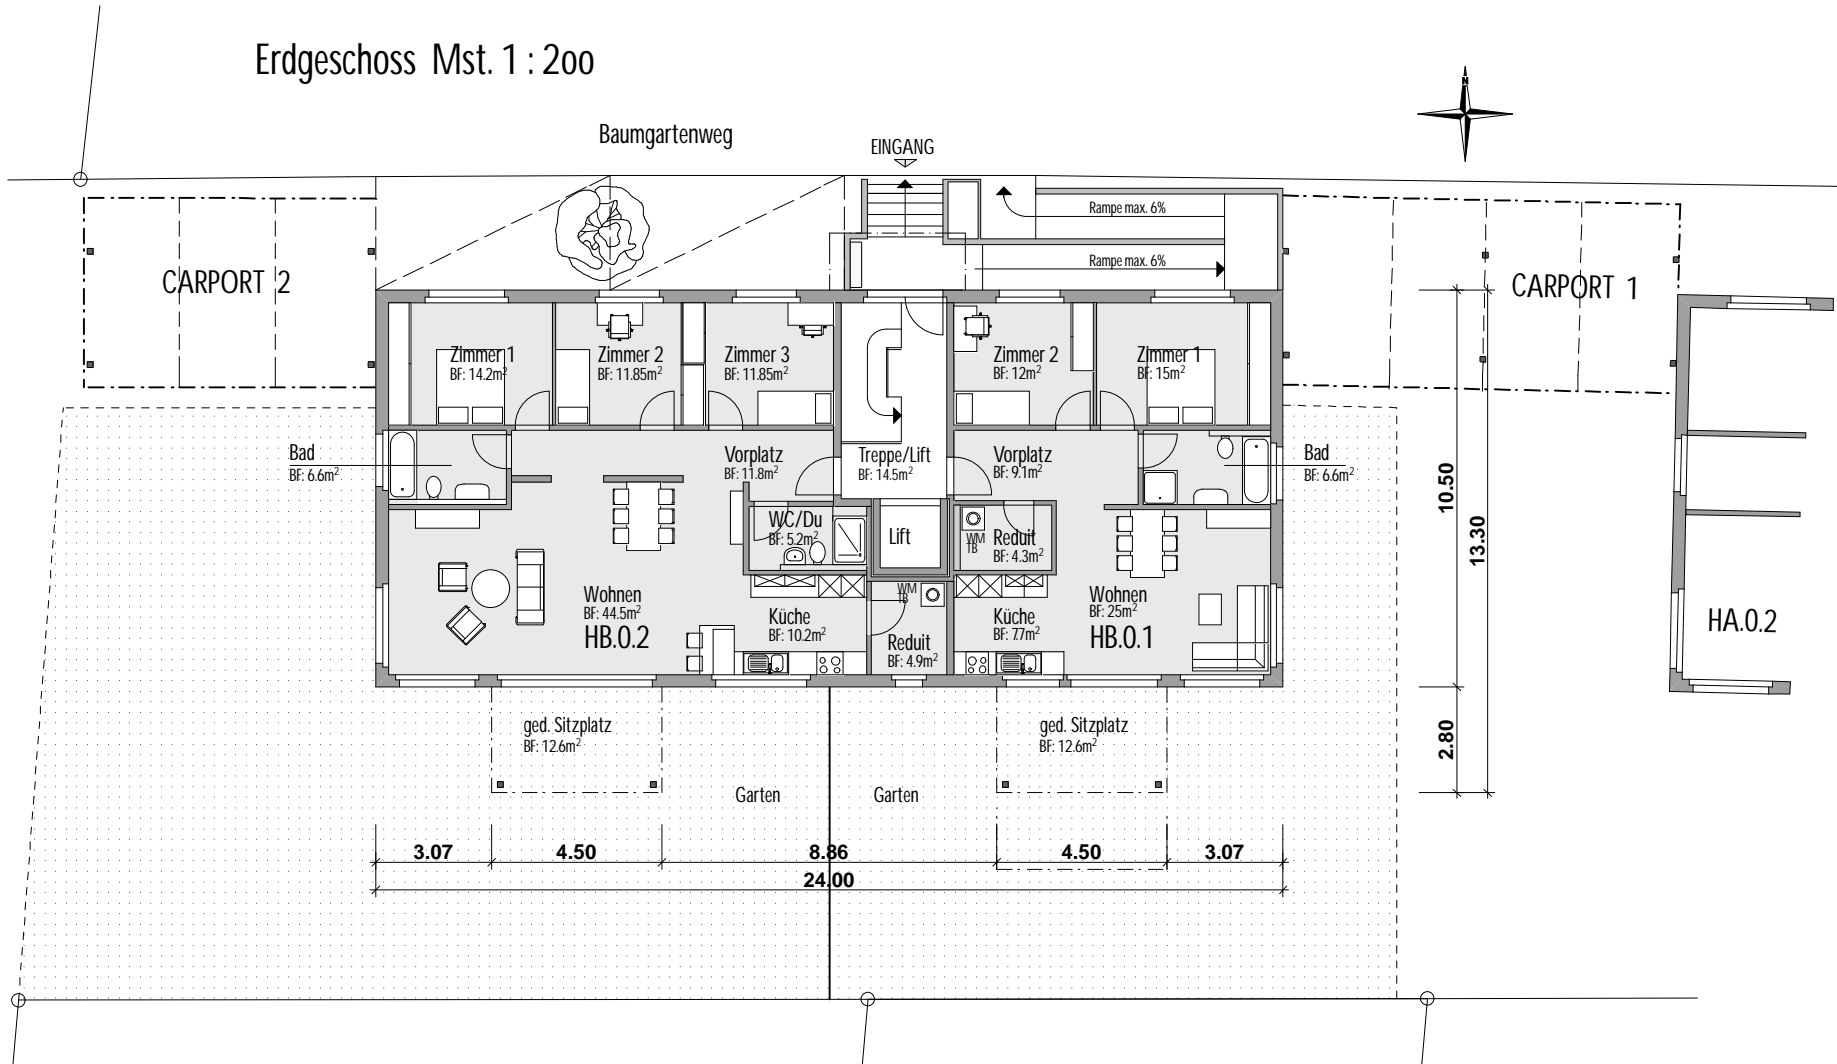 Erdgeschoss Mst. 1 : 2oo
N
Baumgartenweg
EINGANG
Rampe max. 6%
Rampe max. 6%
CARPORT 2
CARPORT 1
Zimmer 1
BF: 14.2m²
Zimmer 2
BF: 11.85m²
Zimmer 3
BF: 11.85m²
Zimmer 2
BF: 12m²
Zimmer 1
BF: 15m²
Bad
BF: 6.6m²
Vorplatz
BF: 11.8m²
Treppe/Lift
BF: 14.5m²
Vorplatz
BF: 9.1m²
Bad
BF: 6.6m²
WC/Du
BF: 5.2m²
Lift
WM
TB
Reduit
BF: 4.3m²
Wohnen
BF: 44.5m²
HB.0.2
Küche
BF: 10.2m²
WM
TB
Reduit
BF: 4.9m²
Küche
BF: 7.7m²
Wohnen
BF: 25m²
HB.0.1
HA.0.2
10.50
13.30
2.80
ged. Sitzplatz
BF: 12.6m²
ged. Sitzplatz
BF: 12.6m²
Garten
Garten
3.07
4.50
8.86
4.50
3.07
24.00